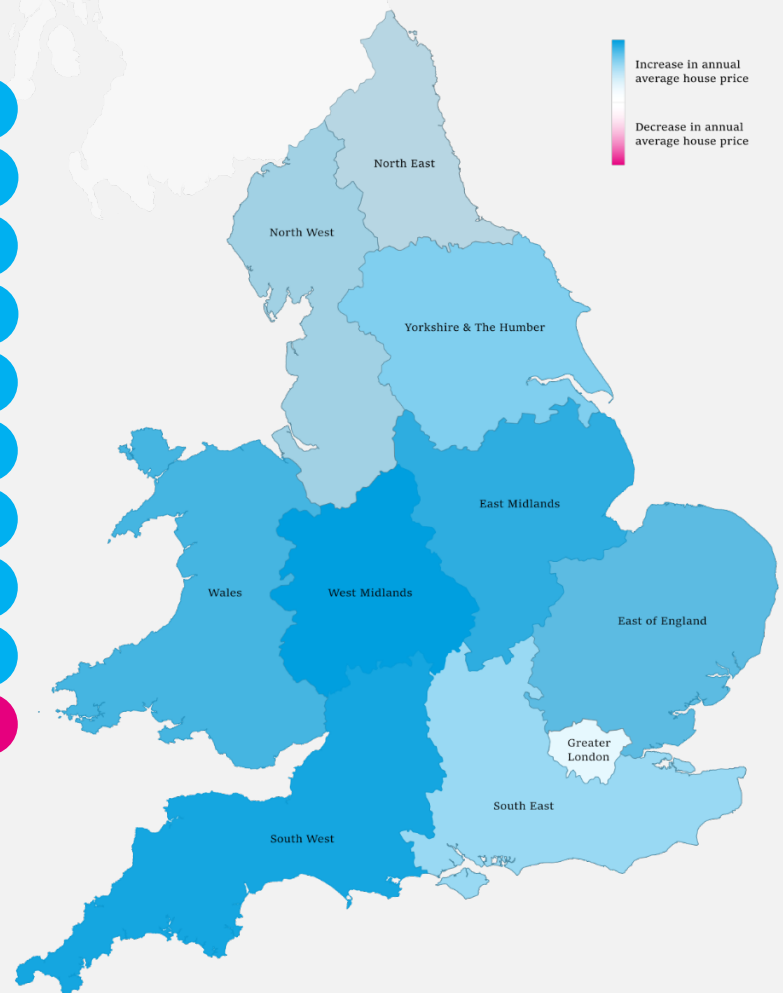 Increase in annual
average house price
Decrease in annual
average house price
North East
North West
Yorkshire & The Humber
East Midlands
Wales
West Midlands
East of England
Greater
London
South East
South West